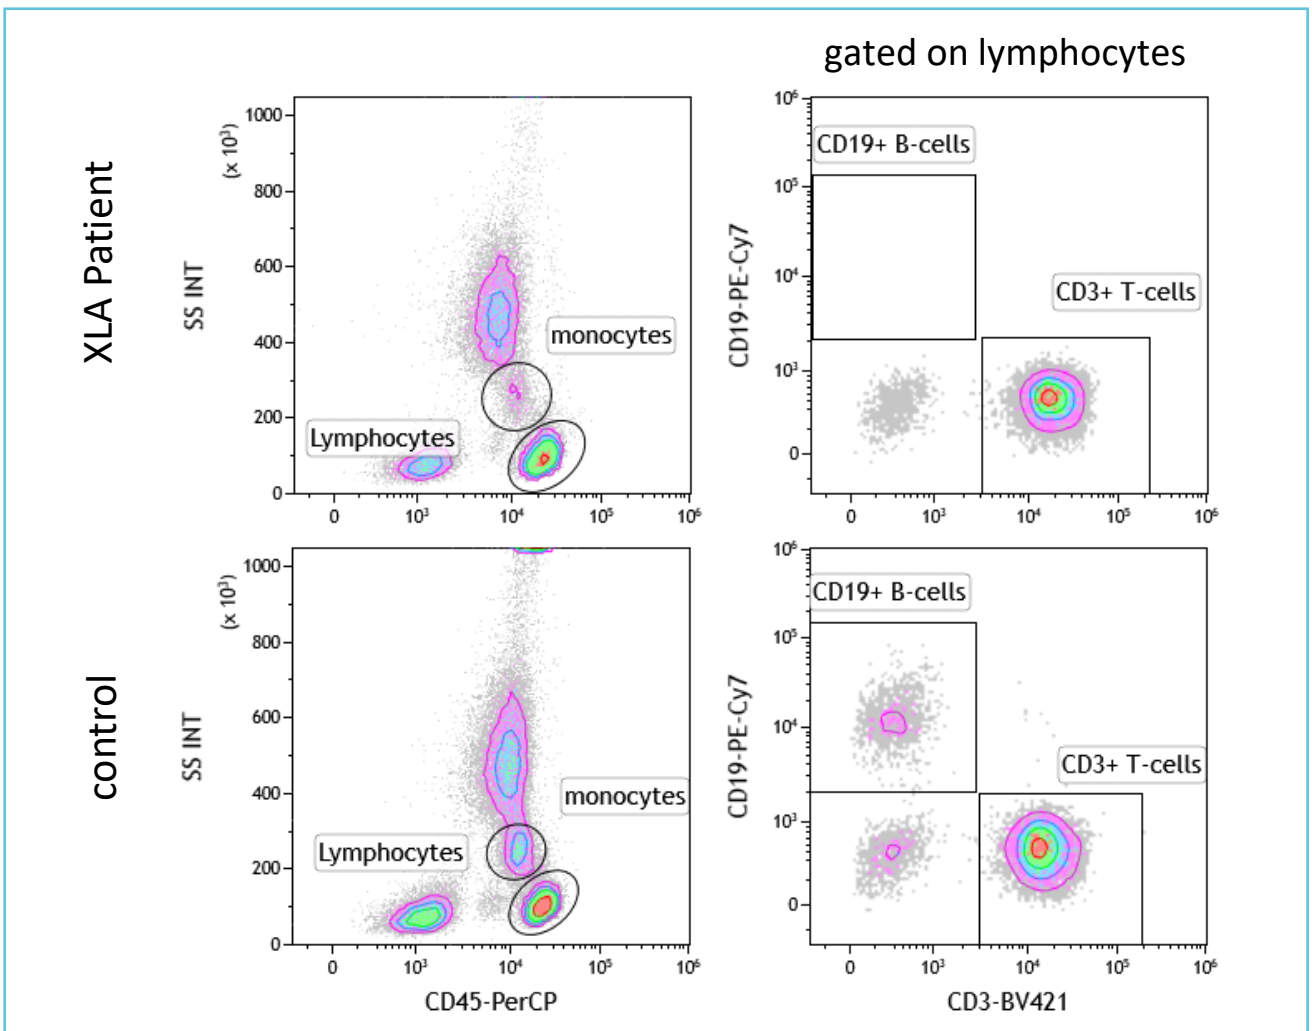 gated on lymphocytes
XLA Patient
SS INT
(x 10³)
1000
800
600
400
200
0
monocytes
Lymphocytes
0 10³ 10⁴ 10⁵ 10⁶
CD19-PE-Cy7
10⁶
10⁵
10⁴
10³
0
CD19+ B-cells
CD3+ T-cells
0 10³ 10⁴ 10⁵ 10⁶
control
SS INT
(x 10³)
1000
800
600
400
200
0
monocytes
Lymphocytes
0 10³ 10⁴ 10⁵ 10⁶
CD45-PerCP
CD19-PE-Cy7
10⁶
10⁵
10⁴
10³
0
CD19+ B-cells
CD3+ T-cells
0 10³ 10⁴ 10⁵ 10⁶
CD3-BV421